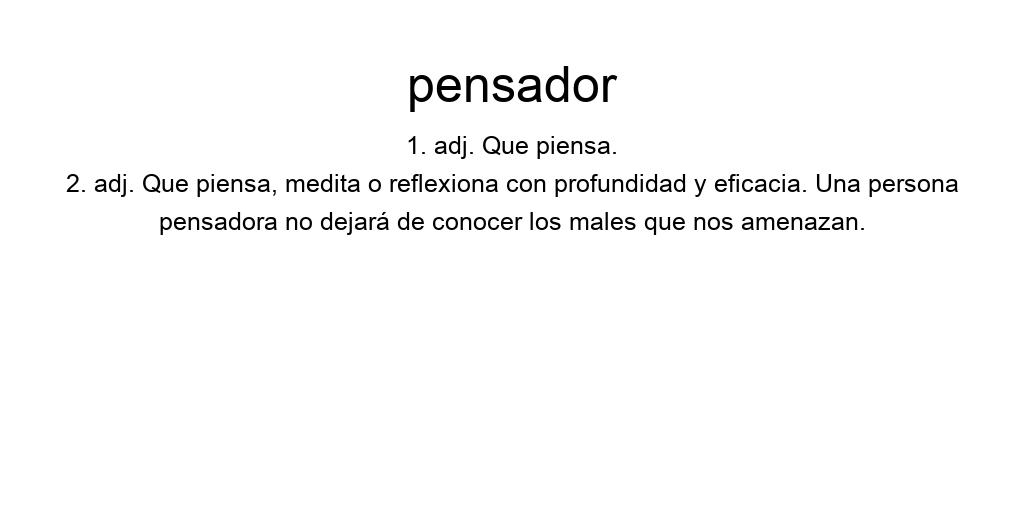 pensador
1. adj. Que piensa.
2. adj. Que piensa, medita o reflexiona con profundidad y eficacia. Una persona
pensadora no dejará de conocer los males que nos amenazan.